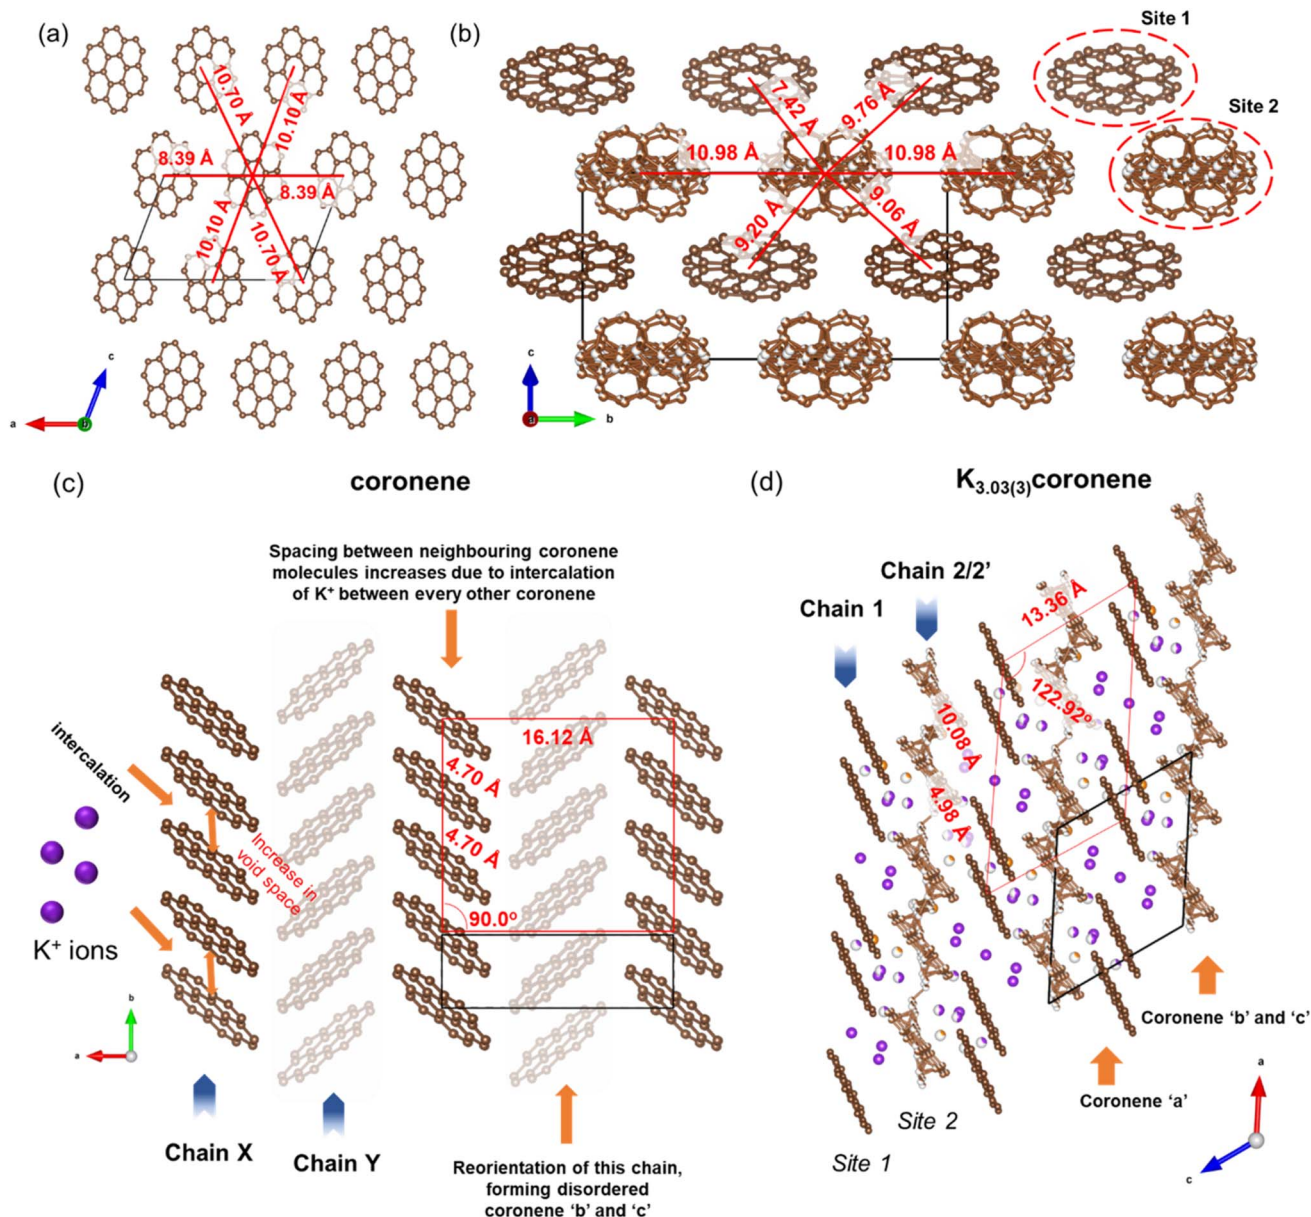 (a)
10.70 Å
10.10 Å
8.39 Å
8.39 Å
10.10 Å
10.70 Å
c
a
b
(b)
Site 1
Site 2
7.42 Å
9.76 Å
10.98 Å
10.98 Å
9.20 Å
9.06 Å
c
a
b
(c)
coronene
Spacing between neighbouring coronene
molecules increases due to intercalation
of K⁺ between every other coronene
intercalation
Increase in
void space
K⁺ ions
16.12 Å
4.70 Å
4.70 Å
90.0º
b
a
Chain X
Chain Y
Reorientation of this chain,
forming disordered
coronene ‘b’ and ‘c’
(d)
K₃.₀₃₍₃₎coronene
Chain 2/2’
Chain 1
13.36 Å
122.92º
10.08 Å
4.98 Å
Coronene ‘b’ and ‘c’
Coronene ‘a’
Site 2
Site 1
a
c